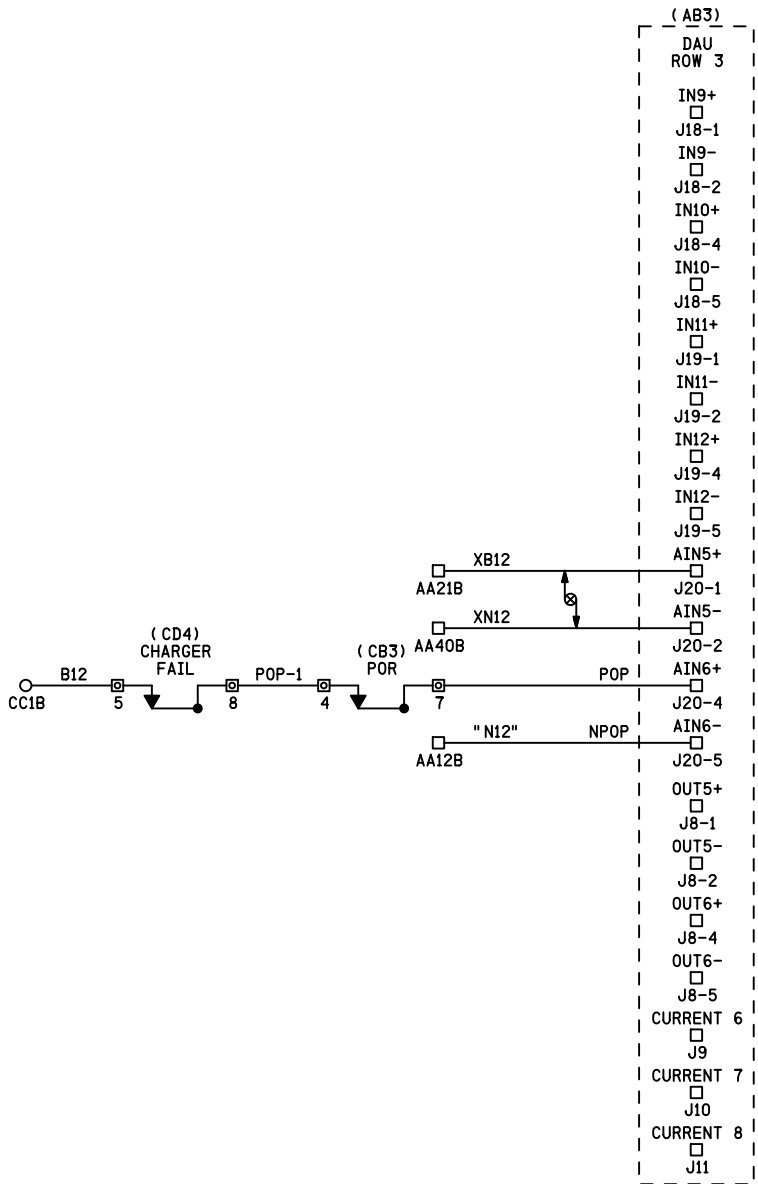 (AB3)
DAU
ROW 3
IN9+
J18-1
IN9-
J18-2
IN10+
J18-4
IN10-
J18-5
IN11+
J19-1
IN11-
J19-2
IN12+
J19-4
IN12-
J19-5
XB12
AIN5+
AA21B
J20-1
XN12
AIN5-
AA40B
J20-2
(CD4)
CHARGER
FAIL
(CB3)
POR
B12
POP-1
POP
AIN6+
CC1B
5
8
4
7
J20-4
"N12"
NPOP
AIN6-
AA12B
J20-5
OUT5+
J8-1
OUT5-
J8-2
OUT6+
J8-4
OUT6-
J8-5
CURRENT 6
J9
CURRENT 7
J10
CURRENT 8
J11